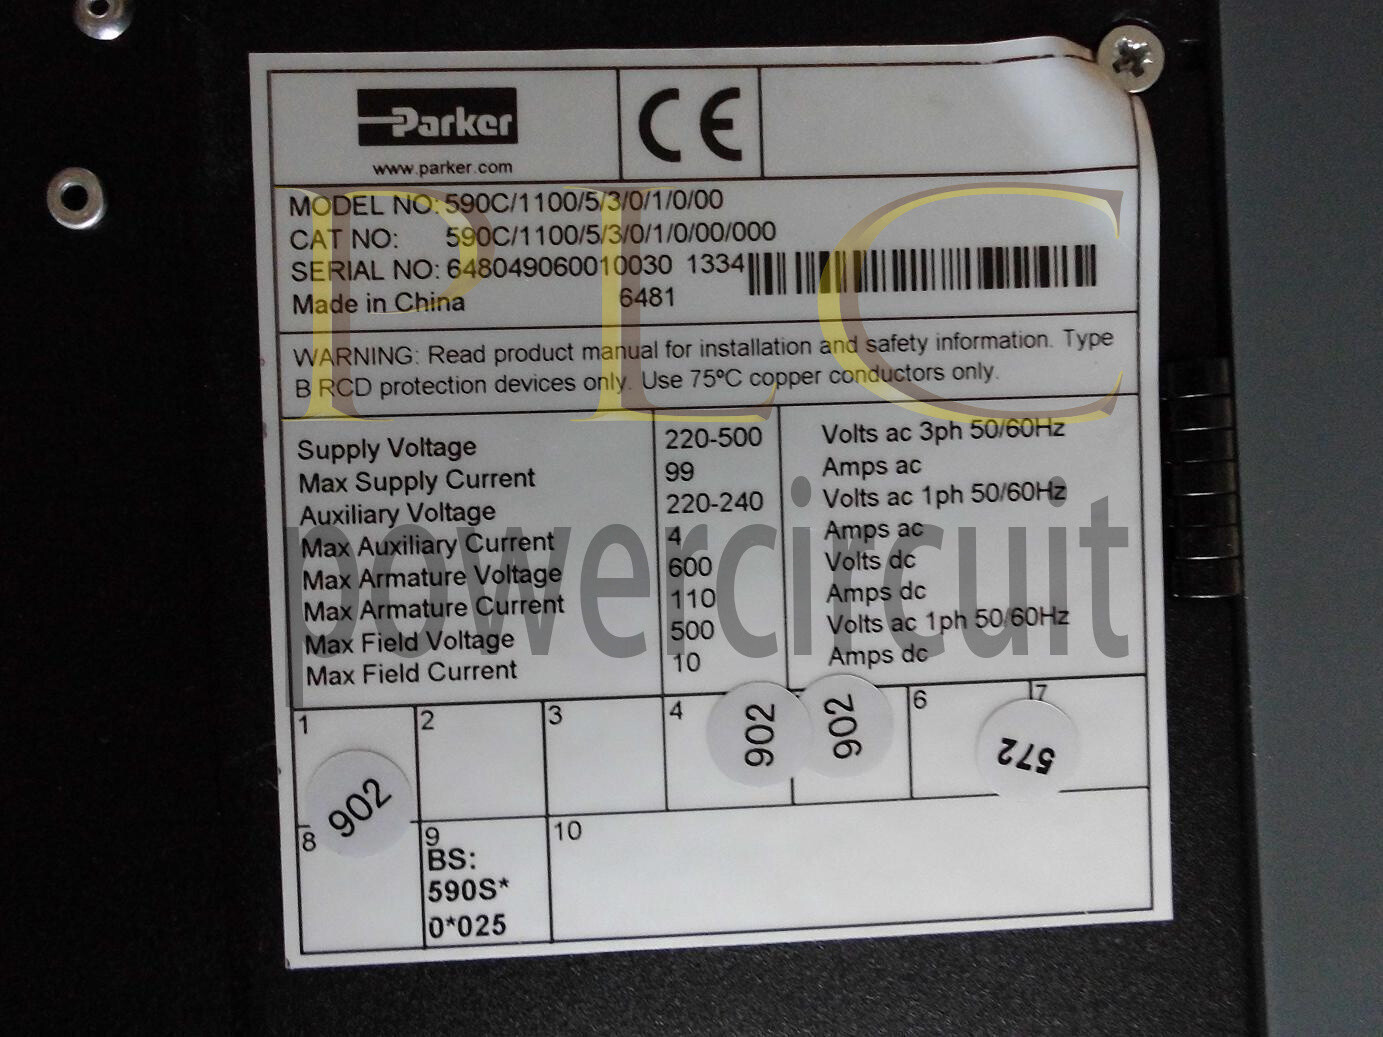 Parker
CE
www.parker.com
MODEL NO: 590C/1100/5/3/0/1/0/00
CAT NO: 590C/1100/5/3/0/1/0/00/000
SERIAL NO: 648049060010030 1334
Made in China 6481
WARNING: Read product manual for installation and safety information. Type
B RCD protection devices only. Use 75ºC copper conductors only.
Supply Voltage 220-500 Volts ac 3ph 50/60Hz
Max Supply Current 99 Amps ac
Auxiliary Voltage 220-240 Volts ac 1ph 50/60Hz
Max Auxiliary Current 4 Amps ac
Max Armature Voltage 600 Volts dc
Max Armature Current 110 Amps dc
Max Field Voltage 500 Volts ac 1ph 50/60Hz
Max Field Current 10 Amps dc
PLC
powercircuit
1 2 3 4 6 7
902 902 902 572
8 9 10
BS:
590S*
0*025